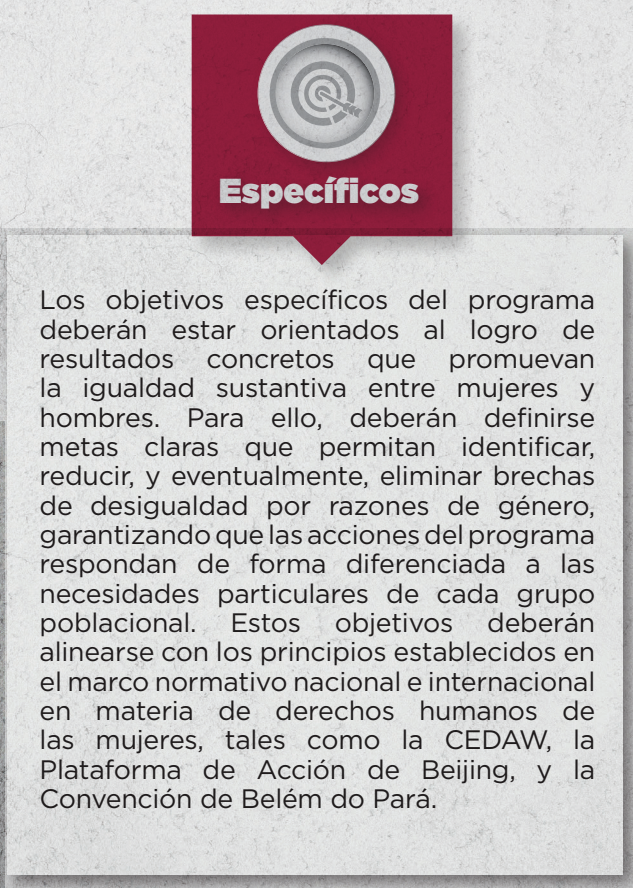 Específicos
Los objetivos específicos del programa
deberán estar orientados al logro de
resultados concretos que promuevan
la igualdad sustantiva entre mujeres y
hombres. Para ello, deberán definirse
metas claras que permitan identificar,
reducir, y eventualmente, eliminar brechas
de desigualdad por razones de género,
garantizando que las acciones del programa
respondan de forma diferenciada a las
necesidades particulares de cada grupo
poblacional. Estos objetivos deberán
alinearse con los principios establecidos en
el marco normativo nacional e internacional
en materia de derechos humanos de
las mujeres, tales como la CEDAW, la
Plataforma de Acción de Beijing, y la
Convención de Belém do Pará.